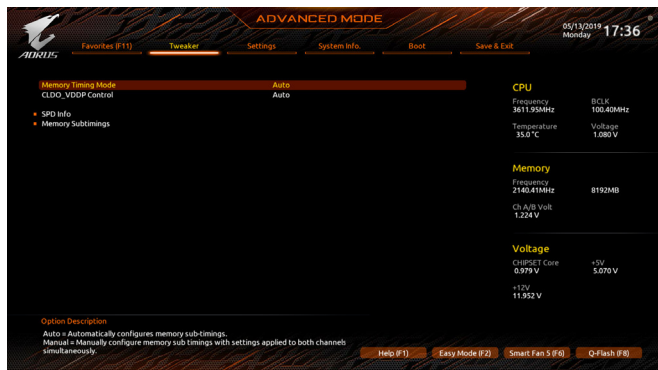 ADVANCED MODE
05/13/2019 17:36
Monday
AORUS
Favorites (F11) Tweaker Settings System Info. Boot Save & Exit
Memory Timing Mode Auto
CLDO_VDDP Control Auto
SPD Info
Memory Subtimings
CPU
Frequency BCLK
3611.95MHz 100.40MHz
Temperature Voltage
35.0 °C 1.080 V
Memory
Frequency
2140.41MHz 8192MB
Ch A/B Volt
1.224 V
Voltage
CHIPSET Core +5V
0.979 V 5.070 V
+12V
11.952 V
Option Description
Auto = Automatically configures memory sub-timings.
Manual = Manually configure memory sub timings with settings applied to both channels
simultaneously.
Help (F1) Easy Mode (F2) Smart Fan 5 (F6) Q-Flash (F8)